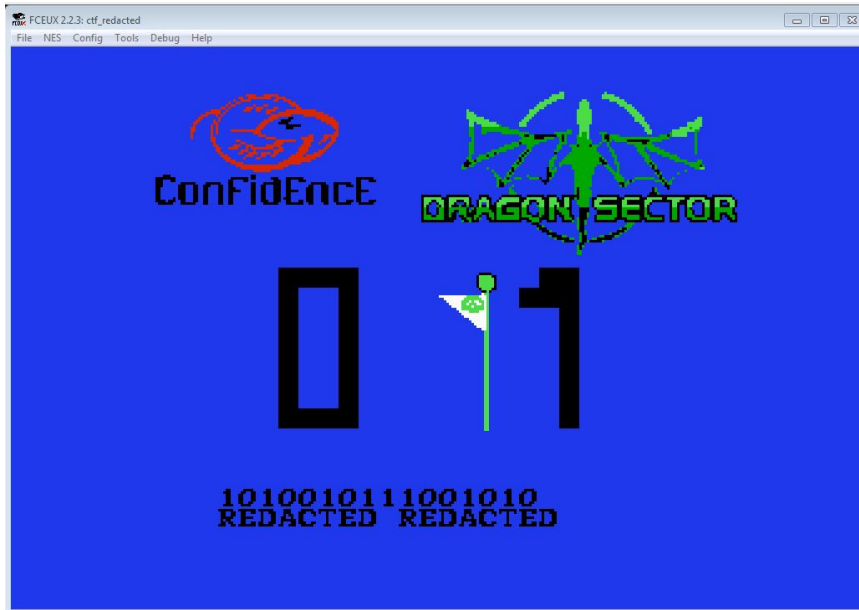 FCEUX 2.2.3: ctf_redacted
File NES Config Tools Debug Help
ConFidEncE
DRAGON SECTOR
0 1
1010010111001010
REDACTED REDACTED